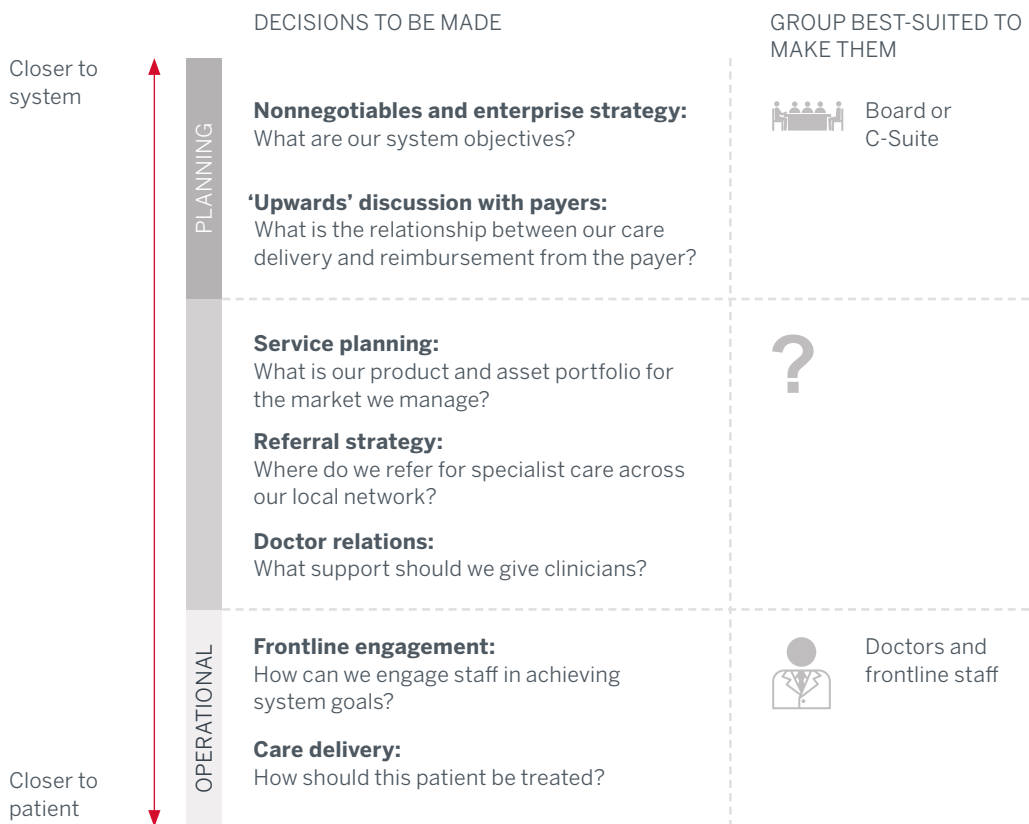 DECISIONS TO BE MADE
GROUP BEST-SUITED TO
MAKE THEM
Closer to
system
PLANNING
Nonnegotiables and enterprise strategy:
What are our system objectives?
Board or
C-Suite
‘Upwards’ discussion with payers:
What is the relationship between our care
delivery and reimbursement from the payer?
Service planning:
What is our product and asset portfolio for
the market we manage?
?
Referral strategy:
Where do we refer for specialist care across
our local network?
Doctor relations:
What support should we give clinicians?
OPERATIONAL
Frontline engagement:
How can we engage staff in achieving
system goals?
Doctors and
frontline staff
Care delivery:
How should this patient be treated?
Closer to
patient